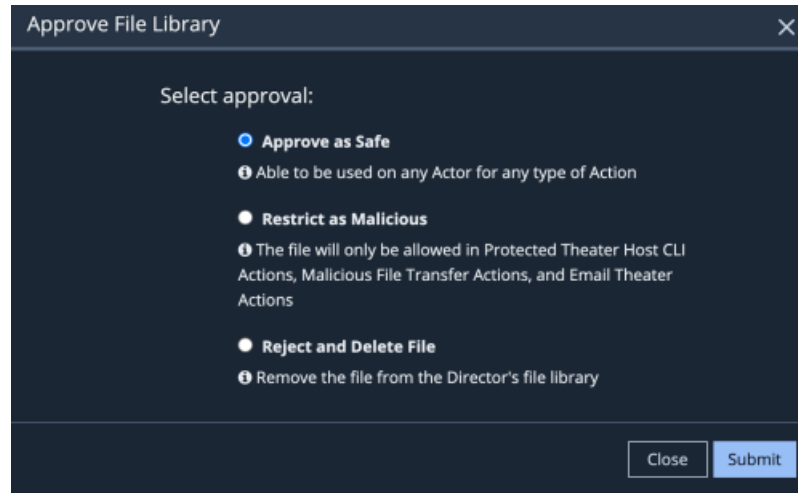 Approve File Library
Select approval:
Approve as Safe
Able to be used on any Actor for any type of Action
Restrict as Malicious
The file will only be allowed in Protected Theater Host CLI
Actions, Malicious File Transfer Actions, and Email Theater
Actions
Reject and Delete File
Remove the file from the Director's file library
Close
Submit